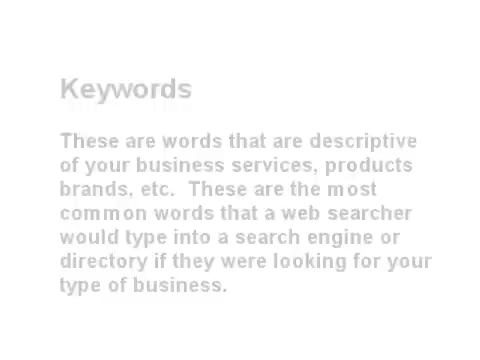 Keywords
These are words that are descriptive
of your business services, products
brands, etc.  These are the most
common words that a web searcher
would type into a search engine or
directory if they were looking for your
type of business.